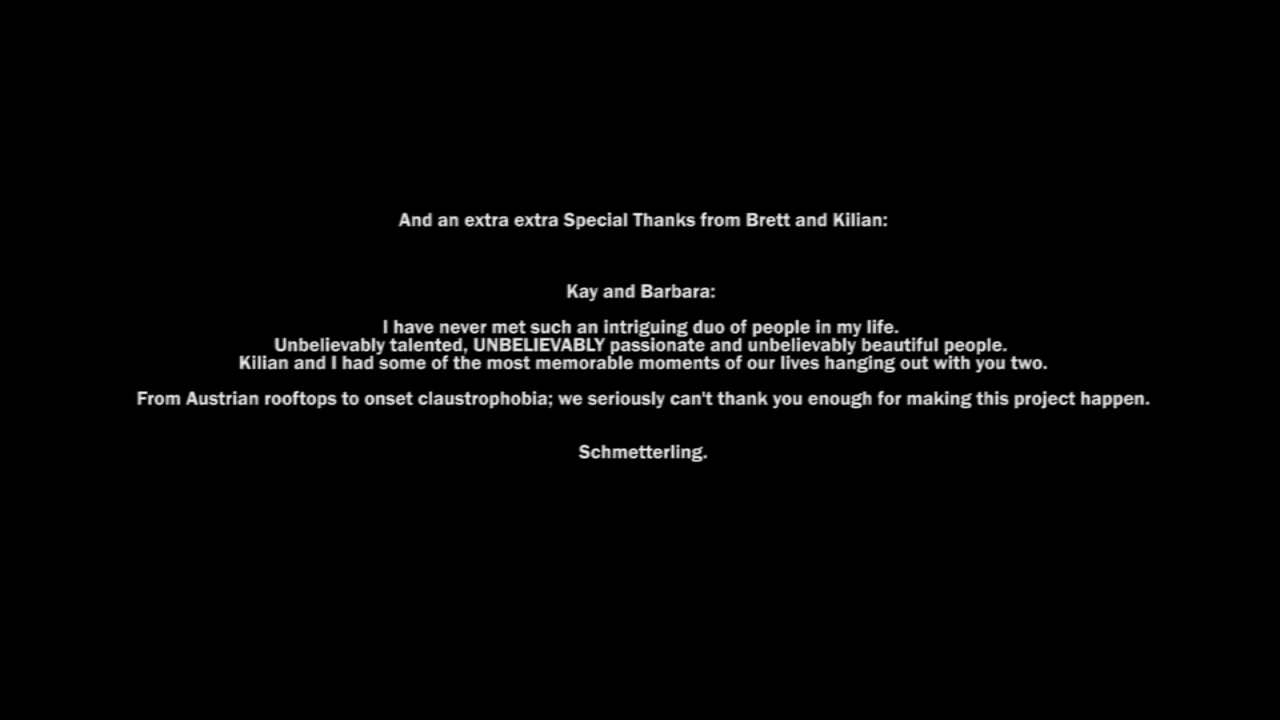 And an extra extra Special Thanks from Brett and Kilian:
Kay and Barbara:
I have never met such an intriguing duo of people in my life.
Unbelievably talented, UNBELIEVABLY passionate and unbelievably beautiful people.
Kilian and I had some of the most memorable moments of our lives hanging out with you two.
From Austrian rooftops to onset claustrophobia; we seriously can't thank you enough for making this project happen.
Schmetterling.